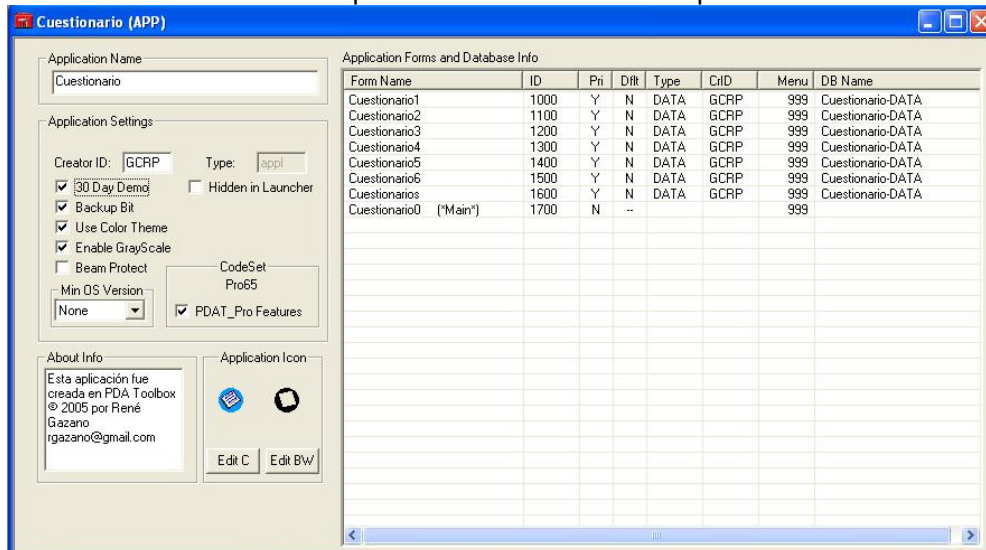 Cuestionario (APP)
Application Name
Cuestionario
Application Settings
Creator ID: GCRP Type: appl
30 Day Demo Hidden in Launcher
Backup Bit
Use Color Theme
Enable GrayScale
Beam Protect
CodeSet
Pro65
Min OS Version
None
PDAT_Pro Features
About Info
Esta aplicación fue
creada en PDA Toolbox
© 2005 por René
Gazano
rgazano@gmail.com
Application Icon
Edit C Edit BW
Application Forms and Database Info
Form Name ID Pri Dflt Type CrID Menu DB Name
Cuestionario1 1000 Y N DATA GCRP 999 Cuestionario-DATA
Cuestionario2 1100 Y N DATA GCRP 999 Cuestionario-DATA
Cuestionario3 1200 Y N DATA GCRP 999 Cuestionario-DATA
Cuestionario4 1300 Y N DATA GCRP 999 Cuestionario-DATA
Cuestionario5 1400 Y N DATA GCRP 999 Cuestionario-DATA
Cuestionario6 1500 Y N DATA GCRP 999 Cuestionario-DATA
Cuestionarios 1600 Y N DATA GCRP 999 Cuestionario-DATA
Cuestionario0 (*Main*) 1700 N -- 999